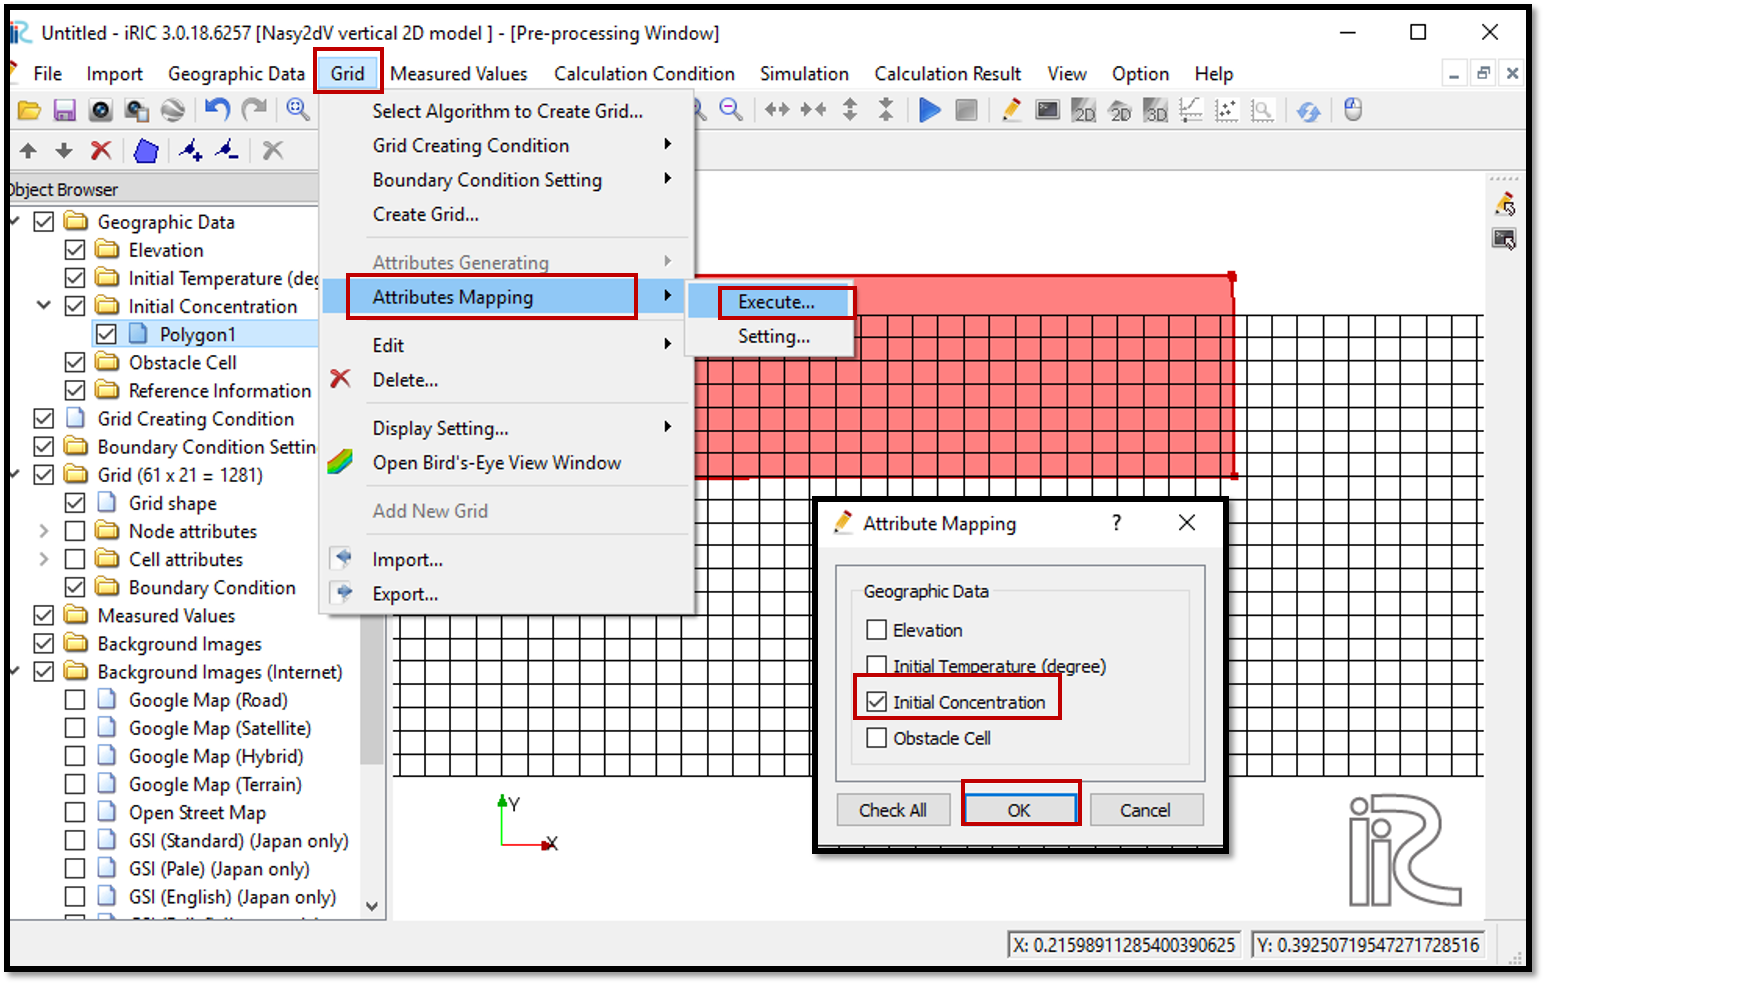 Untitled - iRIC 3.0.18.6257 [Nasy2dV vertical 2D model ] - [Pre-processing Window]
File Import Geographic Data Grid Measured Values Calculation Condition Simulation Calculation Result View Option Help
2D 2D 3D
Object Browser
Geographic Data
Elevation
Initial Temperature (deg
Initial Concentration
Polygon1
Obstacle Cell
Reference Information
Grid Creating Condition
Boundary Condition Settin
Grid (61 x 21 = 1281)
Grid shape
Node attributes
Cell attributes
Boundary Condition
Measured Values
Background Images
Background Images (Internet)
Google Map (Road)
Google Map (Satellite)
Google Map (Hybrid)
Google Map (Terrain)
Open Street Map
GSI (Standard) (Japan only)
GSI (Pale) (Japan only)
GSI (English) (Japan only)
Select Algorithm to Create Grid...
Grid Creating Condition
Boundary Condition Setting
Create Grid...
Attributes Generating
Attributes Mapping
Edit
Delete...
Display Setting...
Open Bird's-Eye View Window
Add New Grid
Import...
Export...
Execute...
Setting...
Attribute Mapping ?
Geographic Data
Elevation
Initial Temperature (degree)
Initial Concentration
Obstacle Cell
Check All OK Cancel
Y
X
iRIC
X: 0.21598911285400390625 Y: 0.39250719547271728516